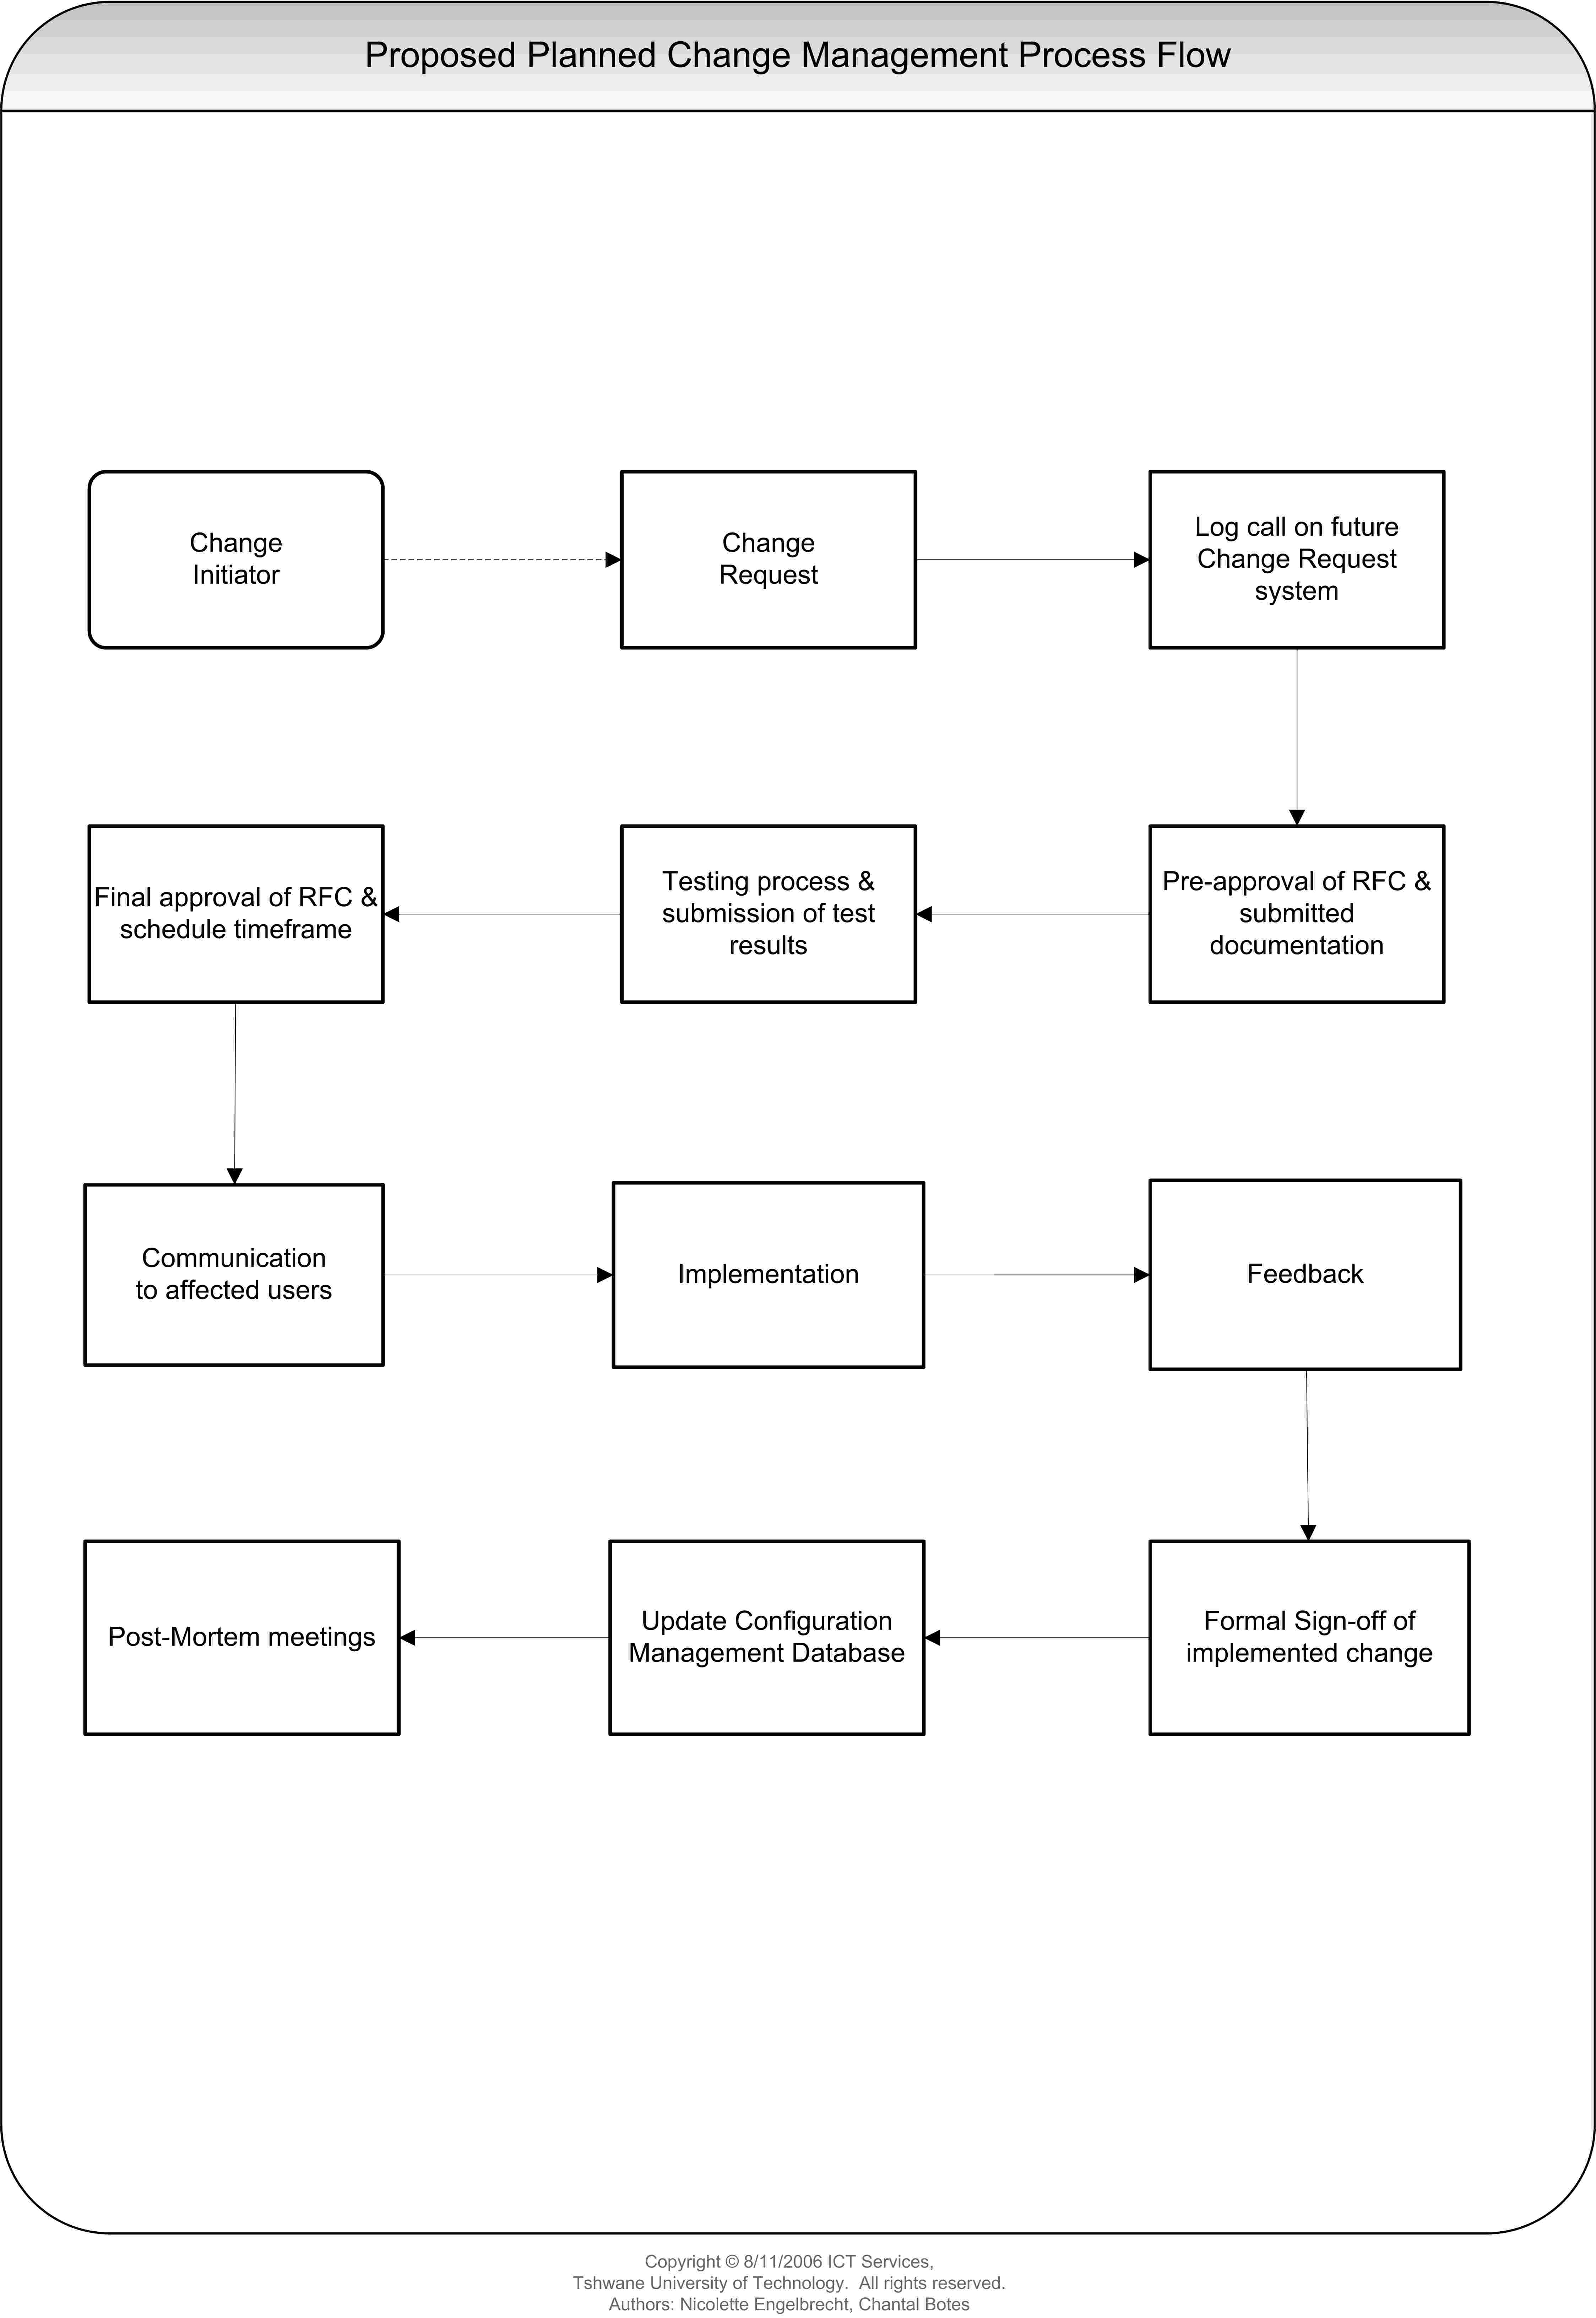 Proposed Planned Change Management Process Flow
Change
Initiator
Change
Request
Log call on future
Change Request
system
Pre-approval of RFC &
submitted
documentation
Testing process &
submission of test
results
Final approval of RFC &
schedule timeframe
Communication
to affected users
Implementation
Feedback
Formal Sign-off of
implemented change
Update Configuration
Management Database
Post-Mortem meetings
Copyright © 8/11/2006 ICT Services,
Tshwane University of Technology.  All rights reserved.
Authors: Nicolette Engelbrecht, Chantal Botes